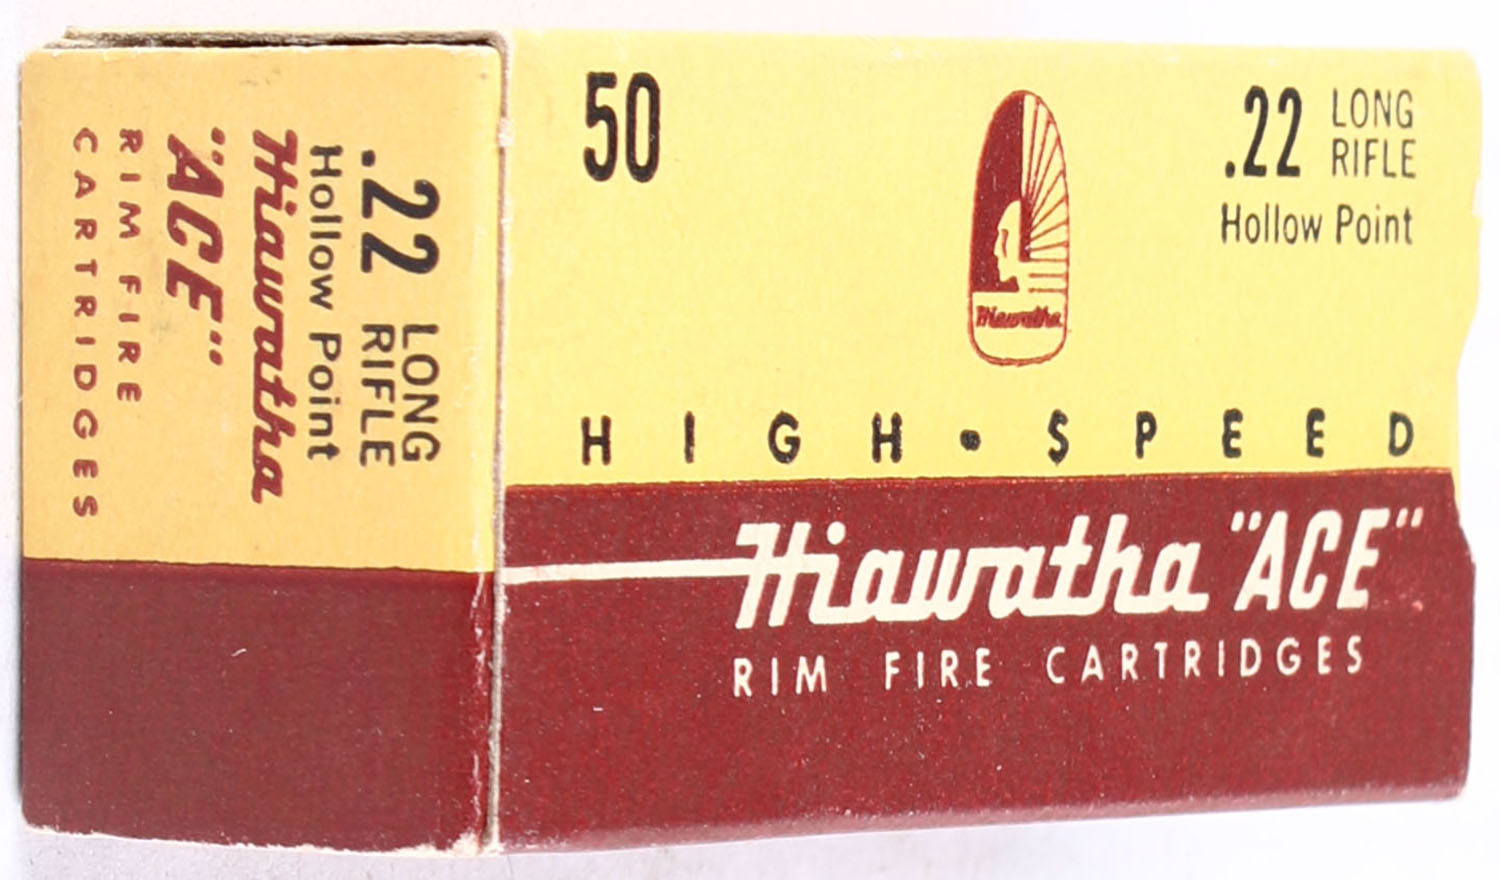 .22 LONG
RIFLE
Hollow Point
Hiawatha
"ACE"
RIM FIRE
CARTRIDGES
50
.22 LONG
RIFLE
Hollow Point
Hiawatha
HIGH-SPEED
Hiawatha "ACE"
RIM FIRE CARTRIDGES